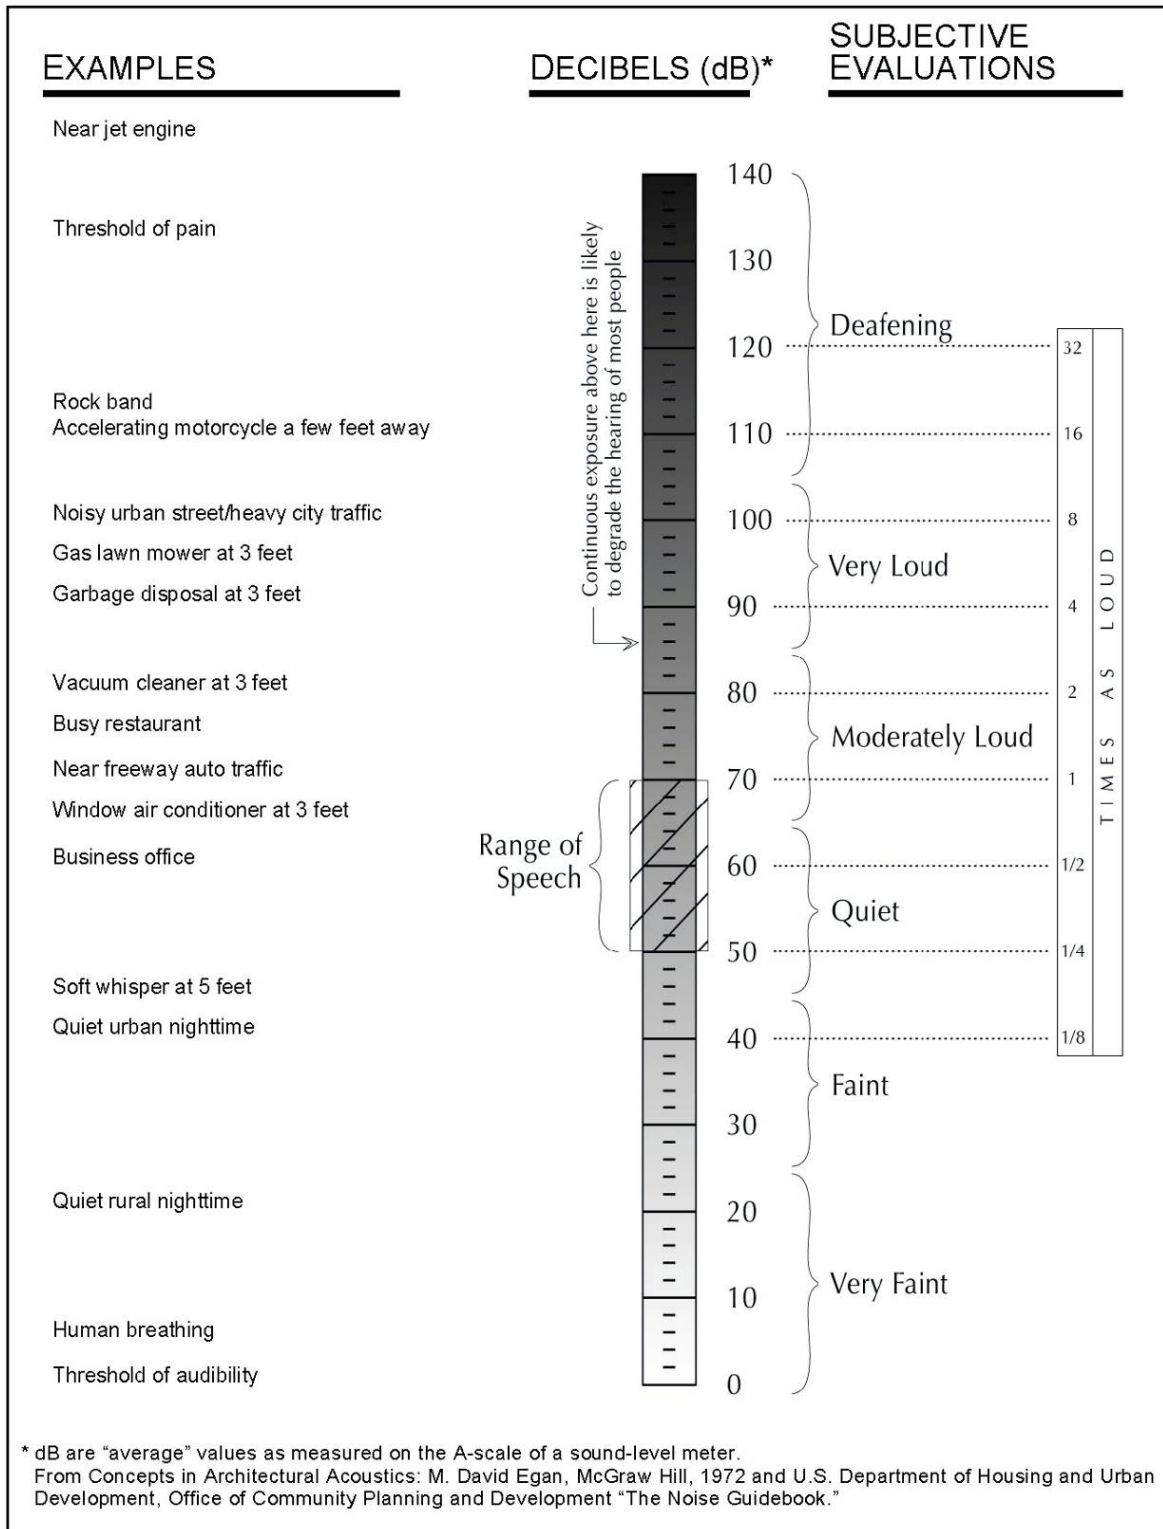 EXAMPLES
DECIBELS (dB)*
SUBJECTIVE
EVALUATIONS
Near jet engine
140
Threshold of pain
130
Continuous exposure above here is likely
to degrade the hearing of most people
Deafening
120
32
Rock band
Accelerating motorcycle a few feet away
110
16
Noisy urban street/heavy city traffic
100
8
Gas lawn mower at 3 feet
Very Loud
Garbage disposal at 3 feet
90
4
TIMES AS LOUD
Vacuum cleaner at 3 feet
80
2
Busy restaurant
Moderately Loud
Near freeway auto traffic
70
1
Window air conditioner at 3 feet
Range of
Speech
Business office
60
1/2
Quiet
50
1/4
Soft whisper at 5 feet
Quiet urban nighttime
40
1/8
Faint
30
Quiet rural nighttime
20
Very Faint
10
Human breathing
Threshold of audibility
0
* dB are “average” values as measured on the A-scale of a sound-level meter.
From Concepts in Architectural Acoustics: M. David Egan, McGraw Hill, 1972 and U.S. Department of Housing and Urban
Development, Office of Community Planning and Development “The Noise Guidebook.”